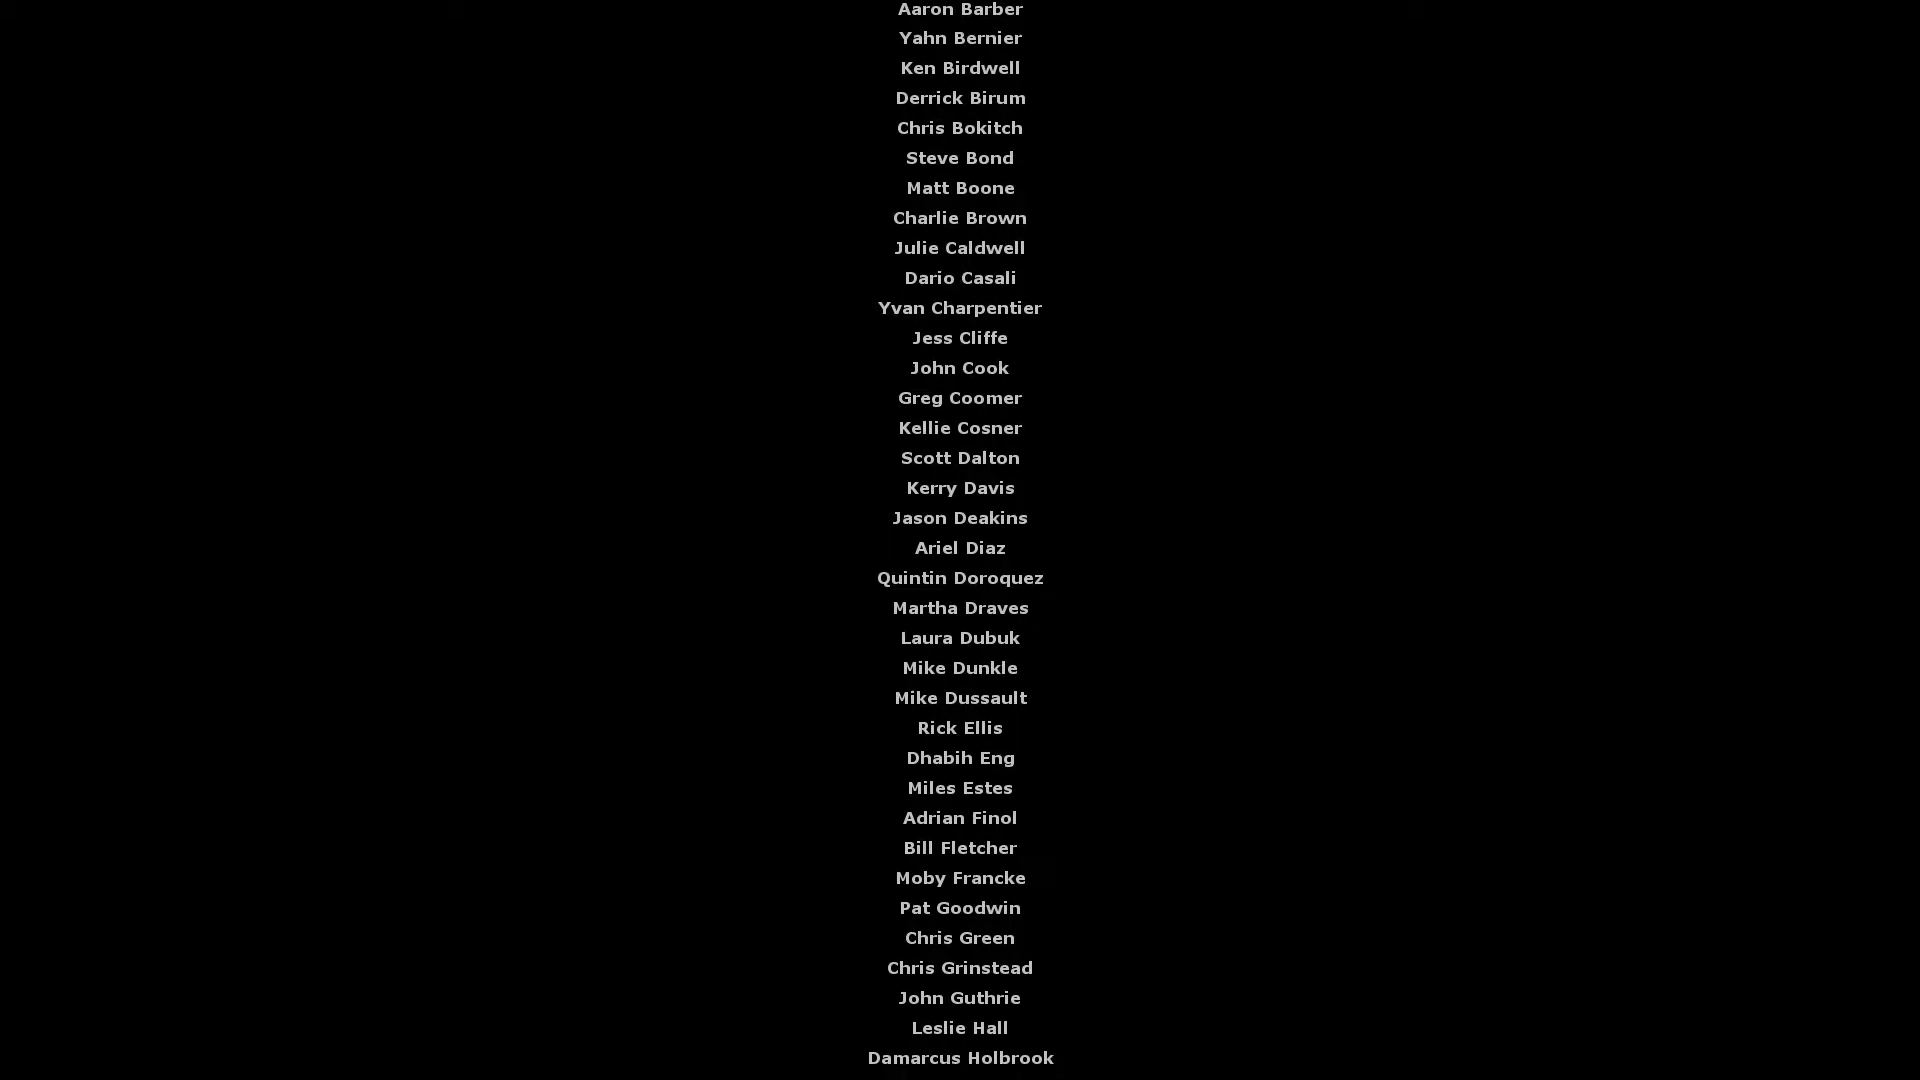 Aaron Barber
Yahn Bernier
Ken Birdwell
Derrick Birum
Chris Bokitch
Steve Bond
Matt Boone
Charlie Brown
Julie Caldwell
Dario Casali
Yvan Charpentier
Jess Cliffe
John Cook
Greg Coomer
Kellie Cosner
Scott Dalton
Kerry Davis
Jason Deakins
Ariel Diaz
Quintin Doroquez
Martha Draves
Laura Dubuk
Mike Dunkle
Mike Dussault
Rick Ellis
Dhabih Eng
Miles Estes
Adrian Finol
Bill Fletcher
Moby Francke
Pat Goodwin
Chris Green
Chris Grinstead
John Guthrie
Leslie Hall
Damarcus Holbrook